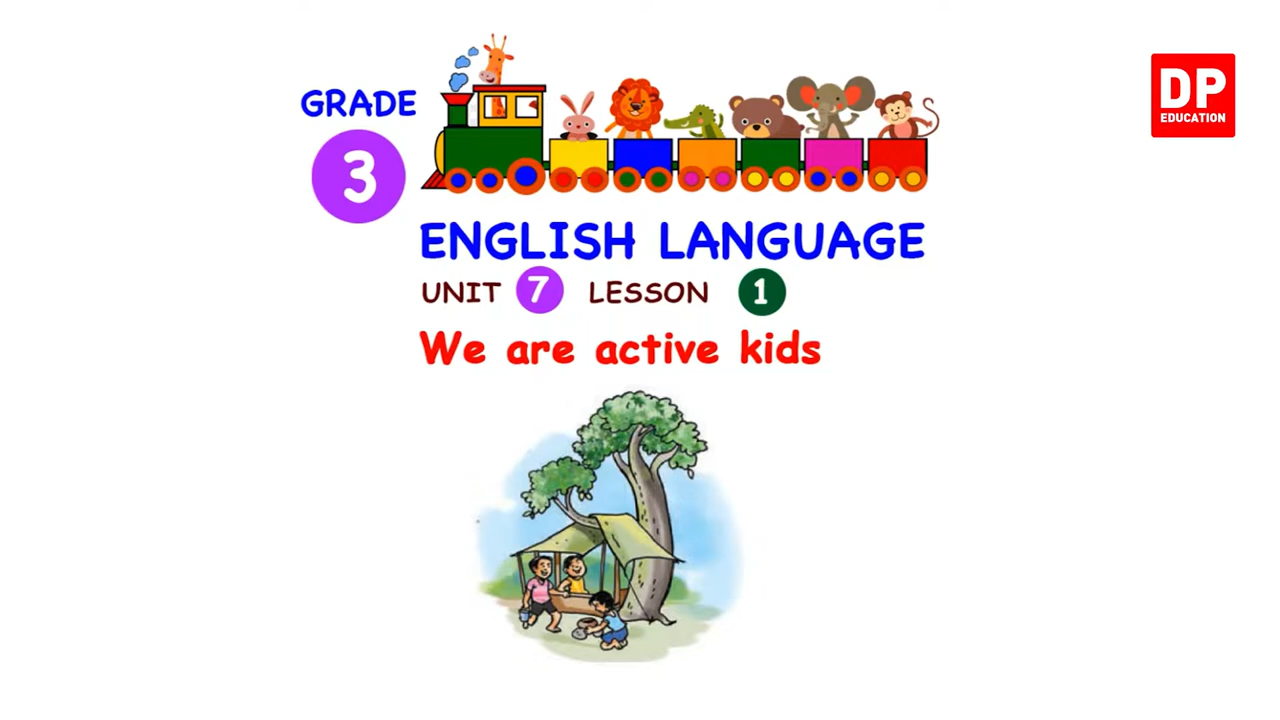 GRADE
3
ENGLISH LANGUAGE
UNIT 7 LESSON 1
We are active kids
DP
EDUCATION